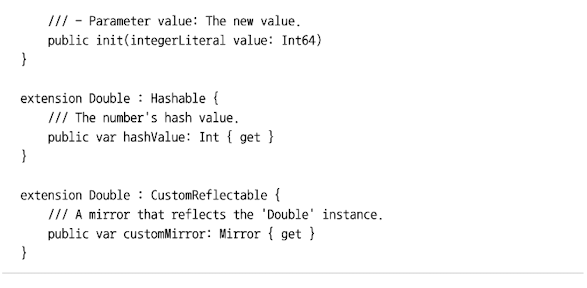 /// - Parameter value: The new value.
public init(integerLiteral value: Int64)
}
extension Double : Hashable {
/// The number's hash value.
public var hashValue: Int { get }
}
extension Double : CustomReflectable {
/// A mirror that reflects the 'Double' instance.
public var customMirror: Mirror { get }
}